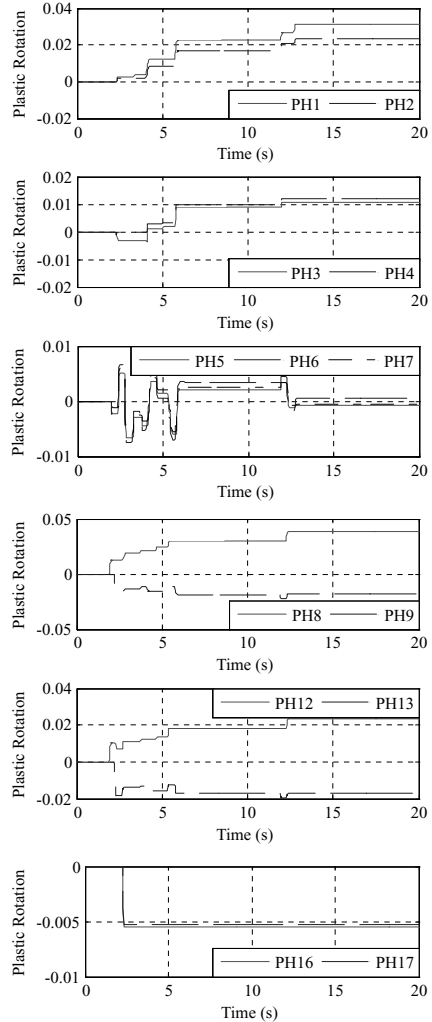 0.04
0.02
0
-0.02
Plastic Rotation
PH1 PH2
0 5 10 15 20
Time (s)
0.02
0.01
0
-0.01
-0.02
Plastic Rotation
PH3 PH4
0 5 10 15 20
Time (s)
0.01
0
-0.01
Plastic Rotation
PH5 PH6 PH7
0 5 10 15 20
Time (s)
0.05
0
-0.05
Plastic Rotation
PH8 PH9
0 5 10 15 20
Time (s)
0.04
0.02
0
-0.02
Plastic Rotation
PH12 PH13
0 5 10 15 20
Time (s)
0
-0.005
-0.01
Plastic Rotation
PH16 PH17
0 5 10 15 20
Time (s)